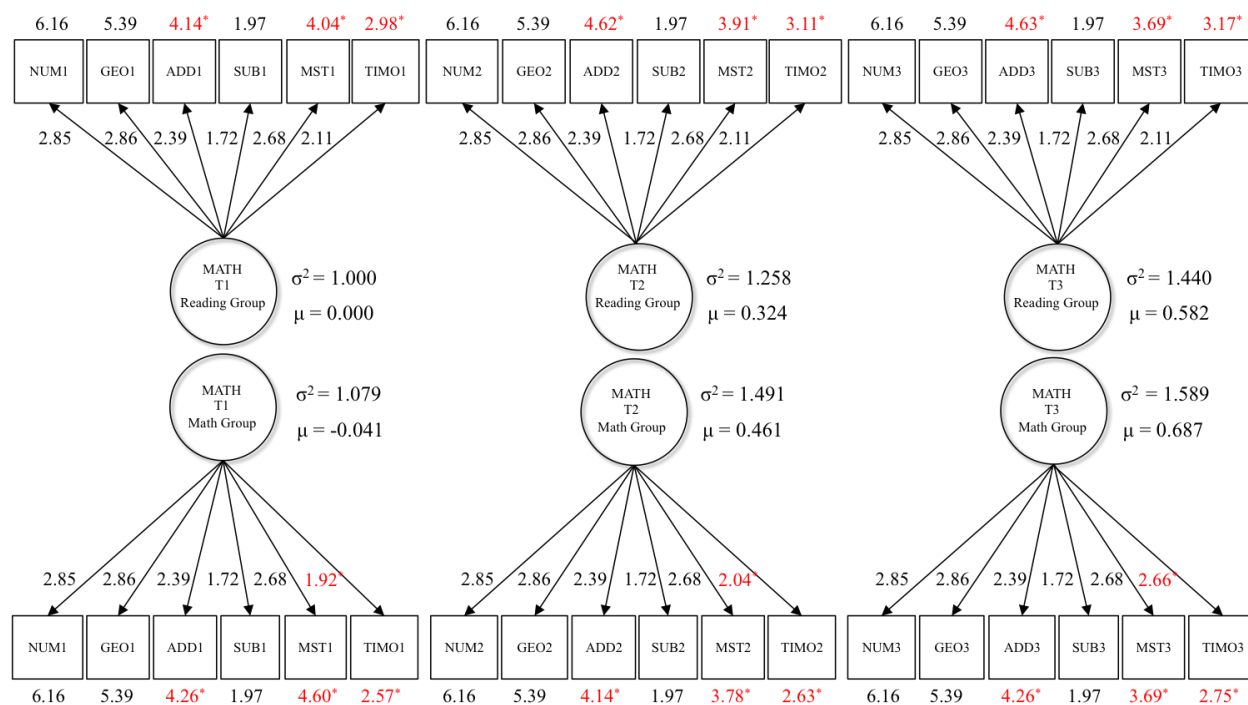 6.16 5.39 4.14* 1.97 4.04* 2.98* 6.16 5.39 4.62* 1.97 3.91* 3.11* 6.16 5.39 4.63* 1.97 3.69* 3.17*
NUM1 GEO1 ADD1 SUB1 MST1 TIMO1 NUM2 GEO2 ADD2 SUB2 MST2 TIMO2 NUM3 GEO3 ADD3 SUB3 MST3 TIMO3
2.85 2.86 2.39 1.72 2.68 2.11 2.85 2.86 2.39 1.72 2.68 2.11 2.85 2.86 2.39 1.72 2.68 2.11
MATH
T1
Reading Group
σ² = 1.000
μ = 0.000
MATH
T2
Reading Group
σ² = 1.258
μ = 0.324
MATH
T3
Reading Group
σ² = 1.440
μ = 0.582
MATH
T1
Math Group
σ² = 1.079
μ = -0.041
MATH
T2
Math Group
σ² = 1.491
μ = 0.461
MATH
T3
Math Group
σ² = 1.589
μ = 0.687
2.85 2.86 2.39 1.72 2.68 1.92* 2.85 2.86 2.39 1.72 2.68 2.04* 2.85 2.86 2.39 1.72 2.68 2.66*
NUM1 GEO1 ADD1 SUB1 MST1 TIMO1 NUM2 GEO2 ADD2 SUB2 MST2 TIMO2 NUM3 GEO3 ADD3 SUB3 MST3 TIMO3
6.16 5.39 4.26* 1.97 4.60* 2.57* 6.16 5.39 4.14* 1.97 3.78* 2.63* 6.16 5.39 4.26* 1.97 3.69* 2.75*